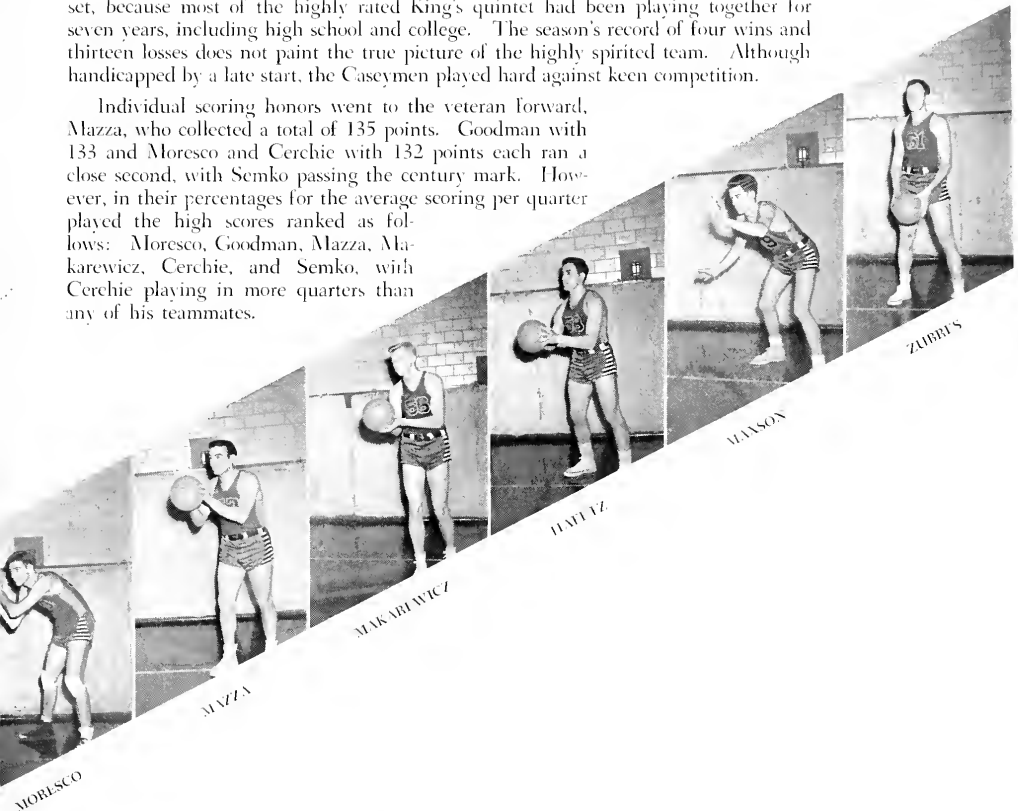 set, because most of the highly rated King's quintet had been playing together for
seven years, including high school and college. The season's record of four wins and
thirteen losses does not paint the true picture of the highly spirited team. Although
handicapped by a late start, the Caseymen played hard against keen competition.
Individual scoring honors went to the veteran forward,
Mazza, who collected a total of 135 points. Goodman with
133 and Moresco and Cerchie with 132 points each ran a
close second, with Semko passing the century mark. How-
ever, in their percentages for the average scoring per quarter
played the high scores ranked as fol-
lows: Moresco, Goodman, Mazza, Ma-
karewicz, Cerchie, and Semko, with
Cerchie playing in more quarters than
any of his teammates.
51
55
ZUBRES
MANSON
HAFETZ
MAKAREWICZ
MAZZA
MORESCO